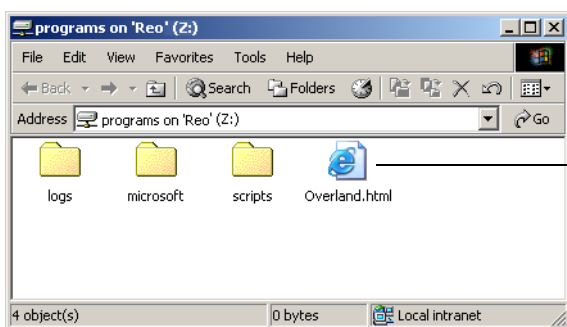 programs on 'Reo' (Z:)
File Edit View Favorites Tools Help
Back Search Folders
Address programs on 'Reo' (Z:) Go
logs microsoft scripts Overland.html
4 object(s) 0 bytes Local intranet